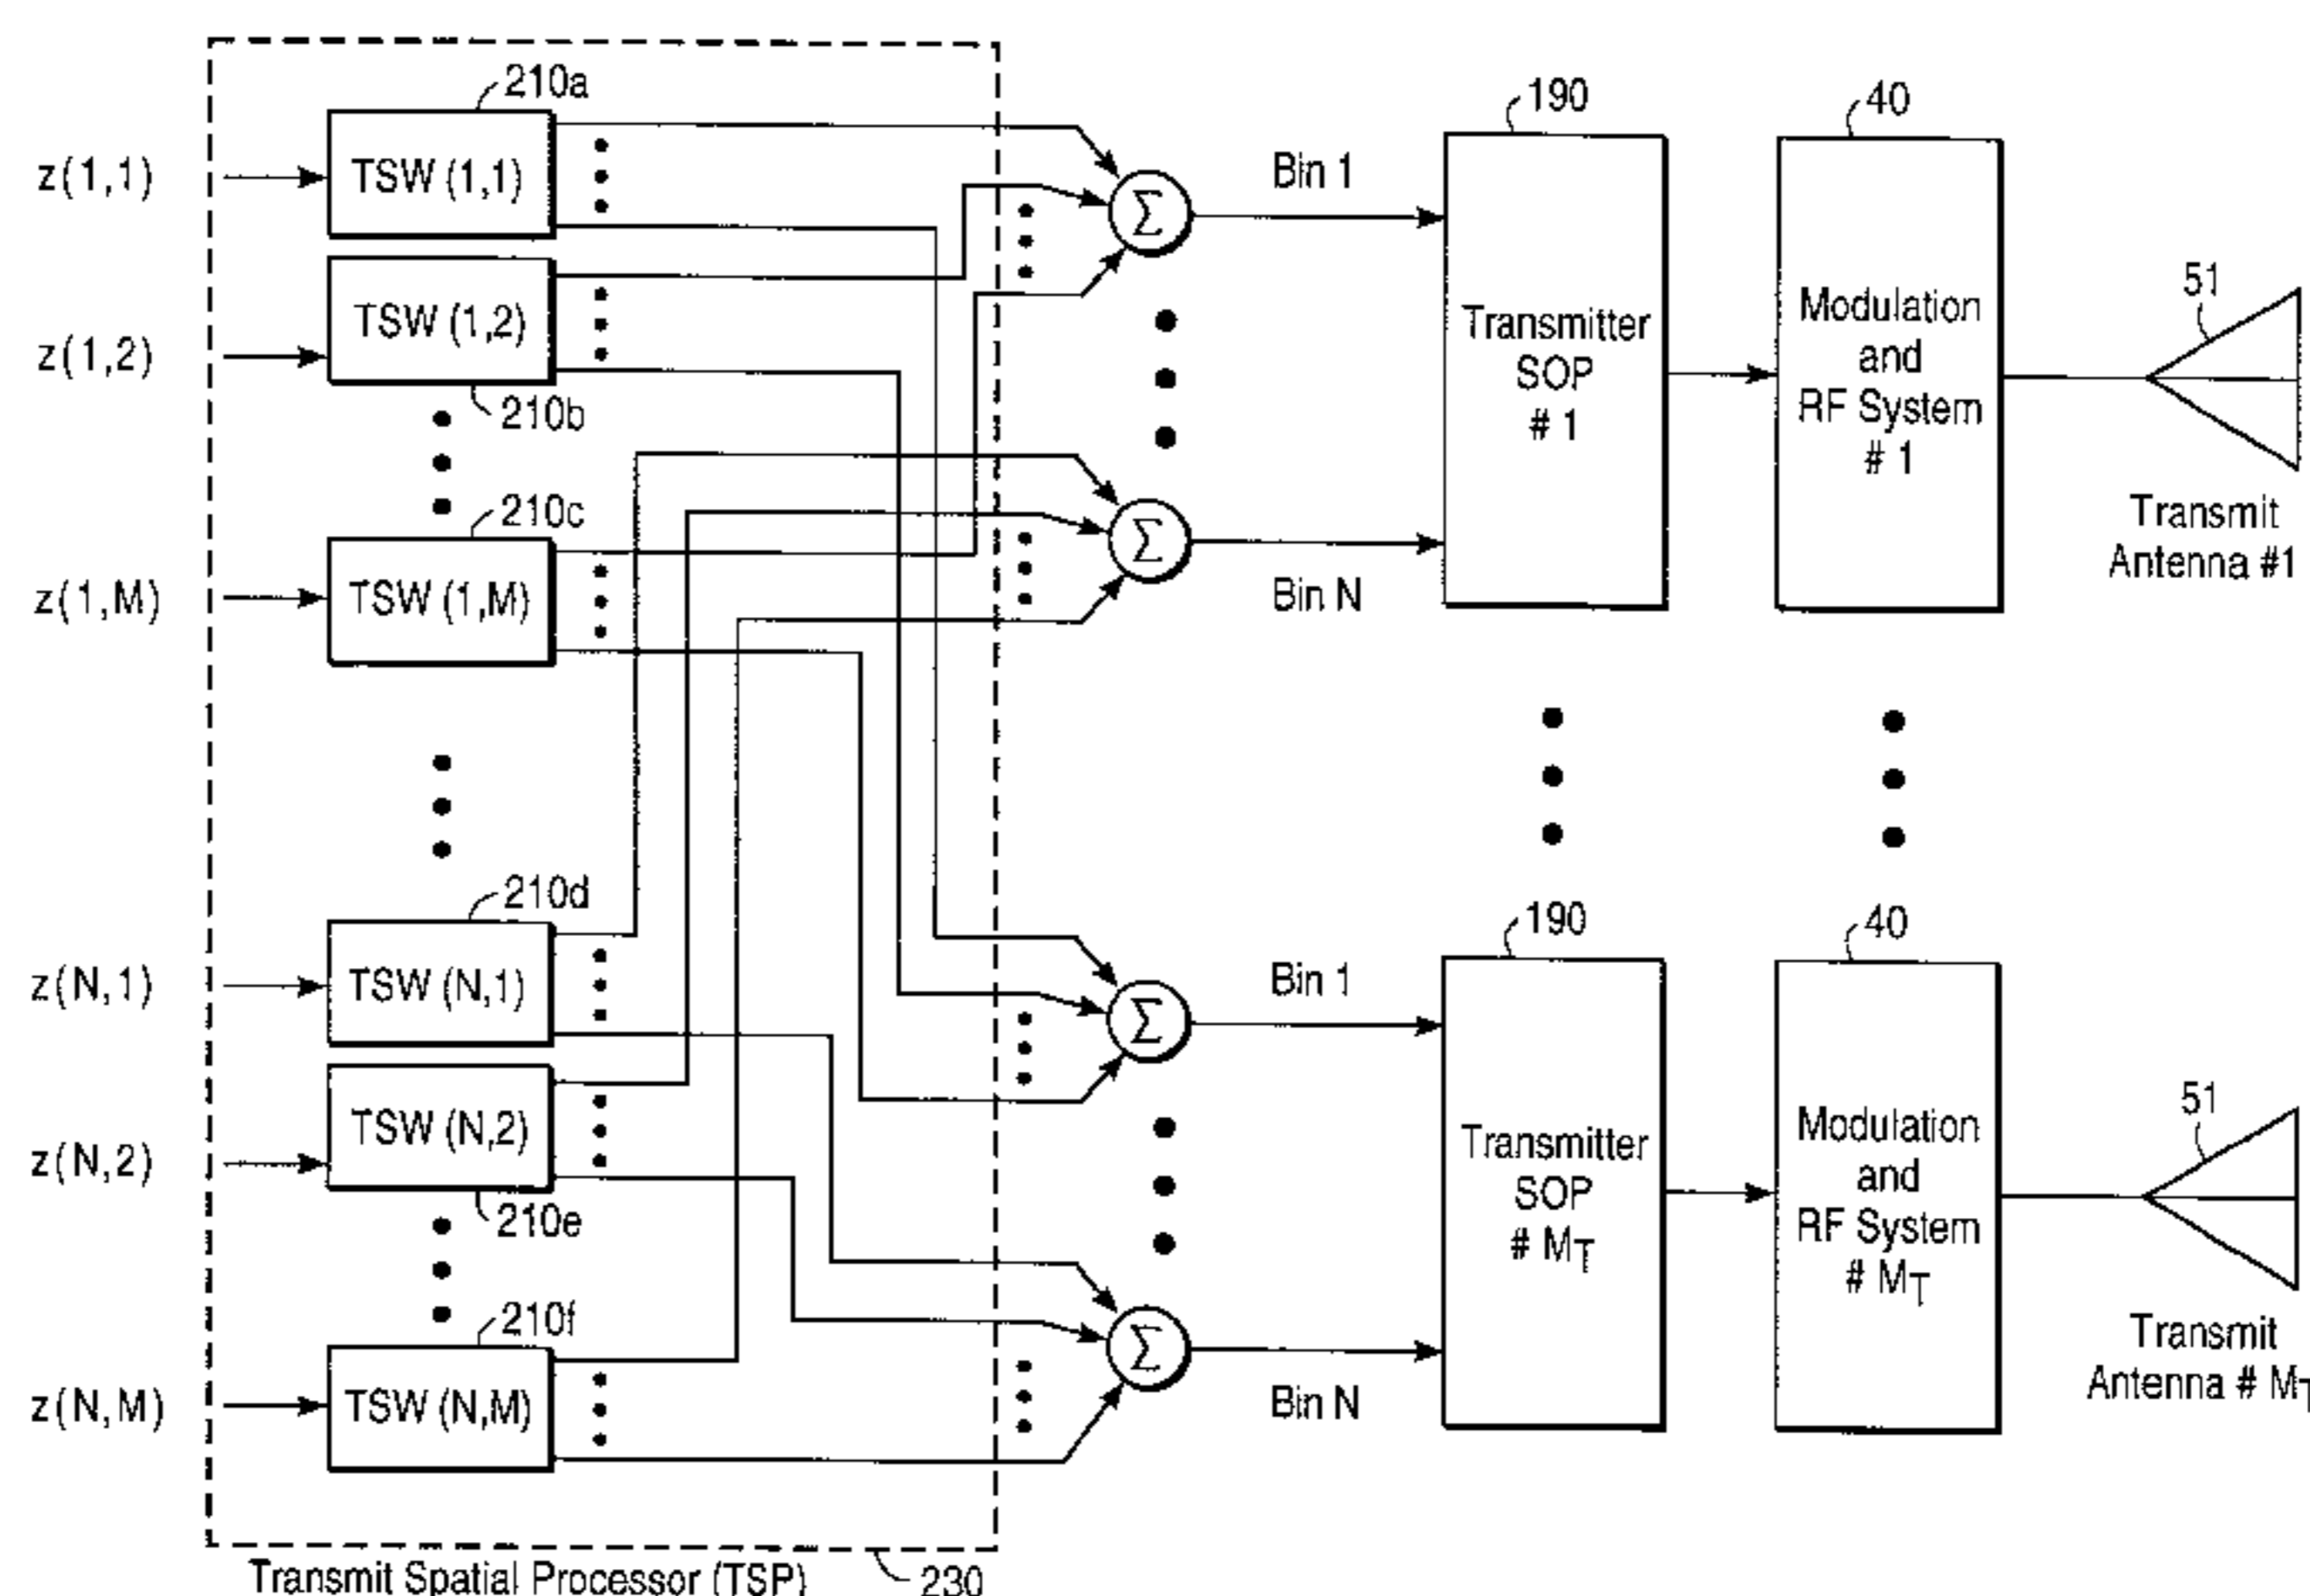 210a
z(1,1)
TSW (1,1)
z(1,2)
TSW (1,2)
210b
210c
z(1,M)
TSW (1,M)
210d
z(N,1)
TSW (N,1)
z(N,2)
TSW (N,2)
210e
210f
z(N,M)
TSW (N,M)
Transmit Spatial Processor (TSP)
230
Σ
Bin 1
Σ
Bin N
190
Transmitter
SOP
# 1
40
Modulation
and
RF System
# 1
51
Transmit
Antenna #1
Σ
Bin 1
Σ
Bin N
190
Transmitter
SOP
# MT
40
Modulation
and
RF System
# MT
51
Transmit
Antenna # MT